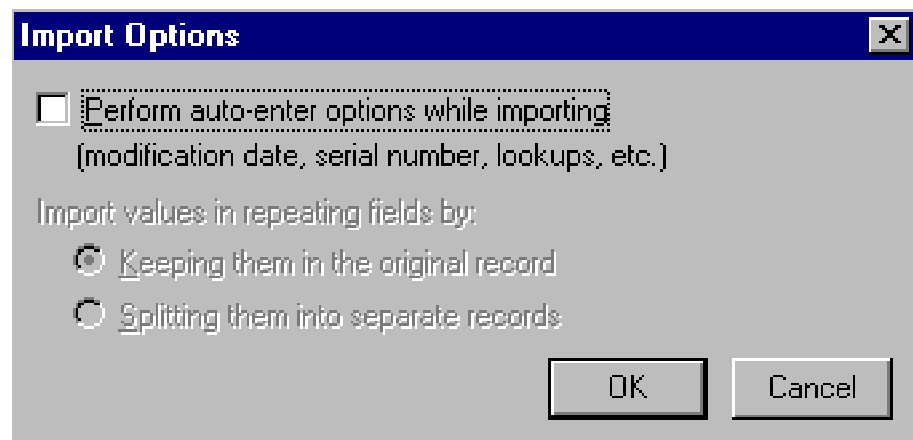 Import Options
Perform auto-enter options while importing
(modification date, serial number, lookups, etc.)
Import values in repeating fields by:
Keeping them in the original record
Splitting them into separate records
OK Cancel